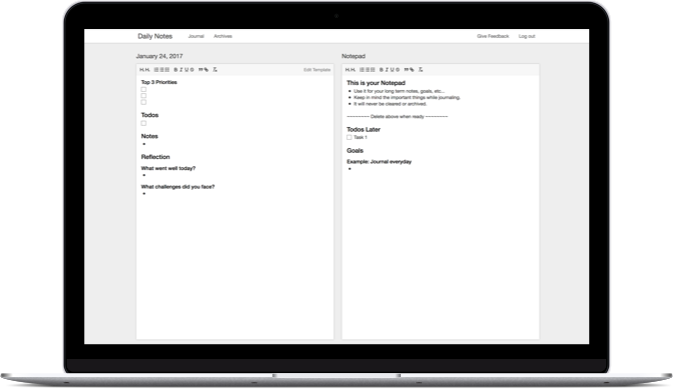 Daily Notes Journal Archives Give Feedback Log out
January 24, 2017
Edit Template
Top 3 Priorities
Todos
Notes
Reflection
What went well today?
What challenges did you face?
Notepad
This is your Notepad
Use it for your long term notes, goals, etc...
Keep in mind the important things while journaling.
It will never be cleared or archived.
Delete above when ready
Todos Later
Task 1
Goals
Example: Journal everyday